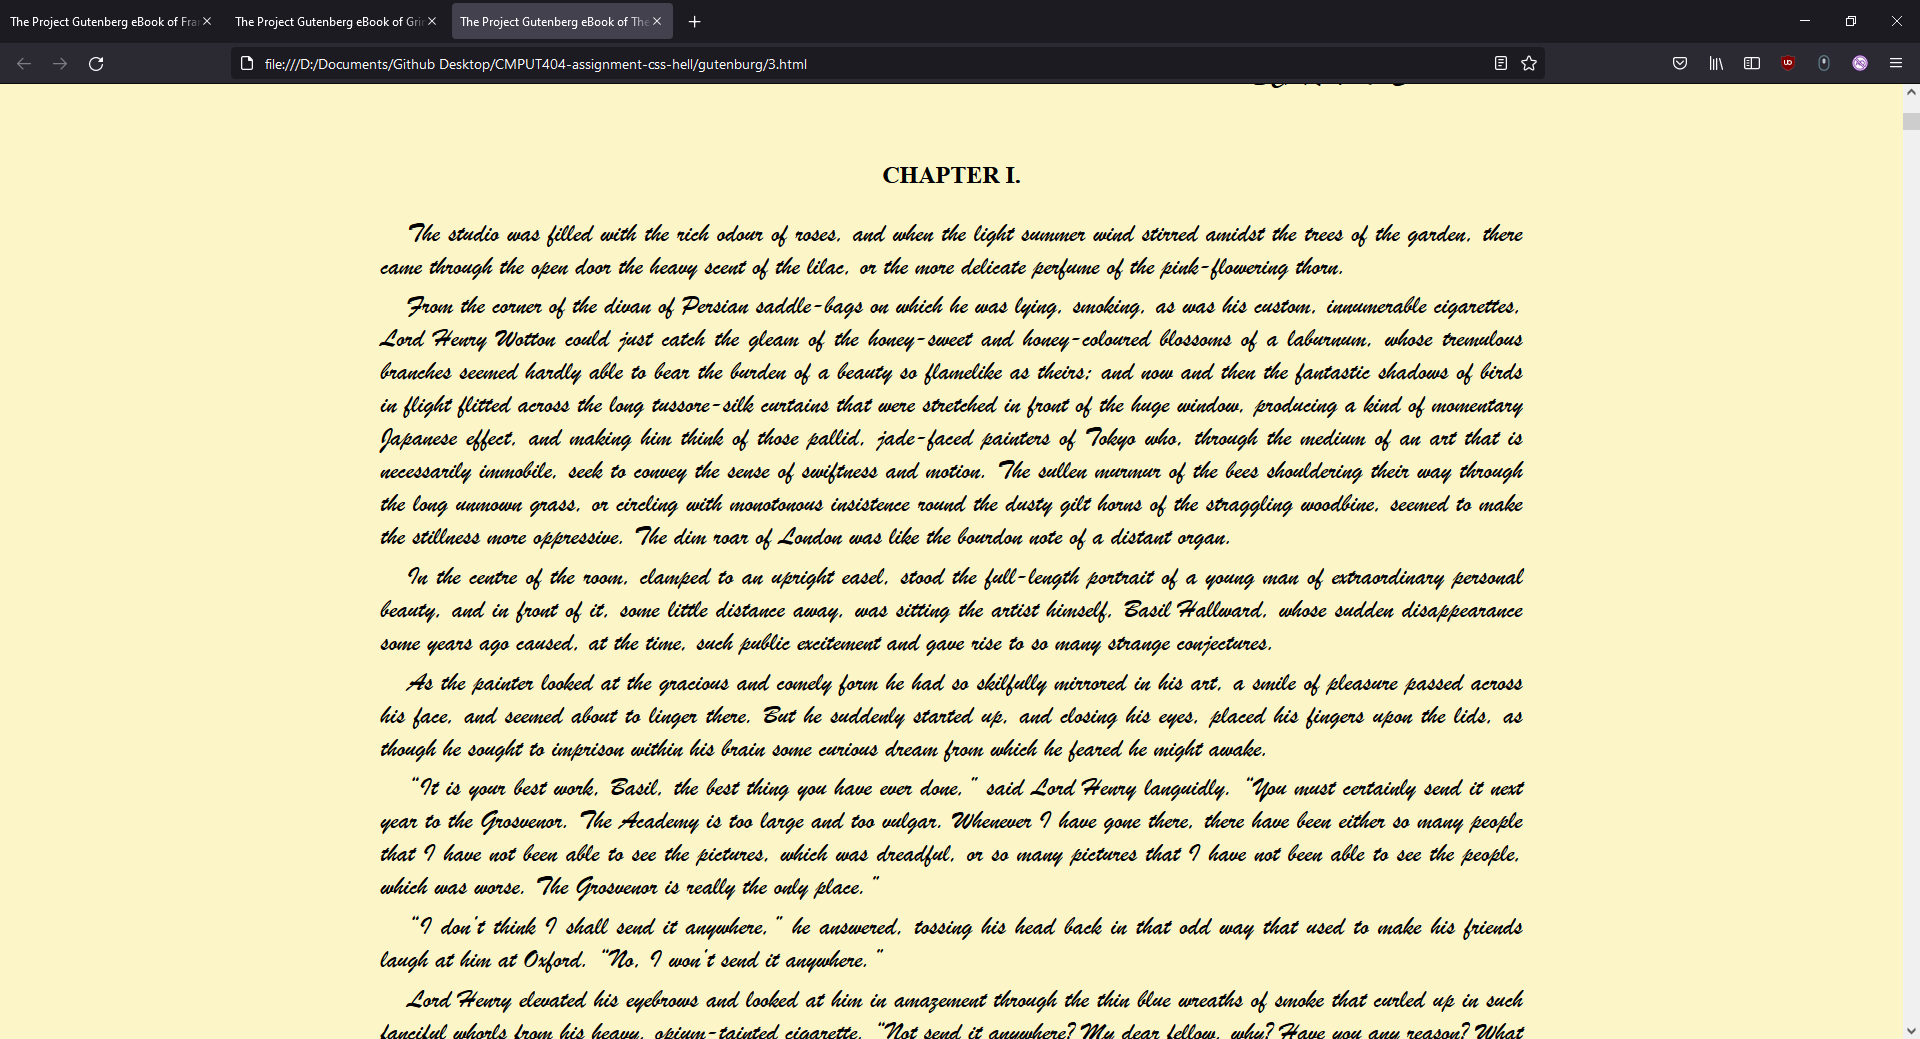 The Project Gutenberg eBook of Fra
The Project Gutenberg eBook of Gri
The Project Gutenberg eBook of The
file:///D:/Documents/Github Desktop/CMPUT404-assignment-css-hell/gutenburg/3.html
CHAPTER I.
The studio was filled with the rich odour of roses, and when the light summer wind stirred amidst the trees of the garden, there
came through the open door the heavy scent of the lilac, or the more delicate perfume of the pink-flowering thorn.
From the corner of the divan of Persian saddle-bags on which he was lying, smoking, as was his custom, innumerable cigarettes,
Lord Henry Wotton could just catch the gleam of the honey-sweet and honey-coloured blossoms of a laburnum, whose tremulous
branches seemed hardly able to bear the burden of a beauty so flamelike as theirs; and now and then the fantastic shadows of birds
in flight flitted across the long tussore-silk curtains that were stretched in front of the huge window, producing a kind of momentary
Japanese effect, and making him think of those pallid, jade-faced painters of Tokyo who, through the medium of an art that is
necessarily immobile, seek to convey the sense of swiftness and motion. The sullen murmur of the bees shouldering their way through
the long unmown grass, or circling with monotonous insistence round the dusty gilt horns of the straggling woodbine, seemed to make
the stillness more oppressive. The dim roar of London was like the bourdon note of a distant organ.
In the centre of the room, clamped to an upright easel, stood the full-length portrait of a young man of extraordinary personal
beauty, and in front of it, some little distance away, was sitting the artist himself, Basil Hallward, whose sudden disappearance
some years ago caused, at the time, such public excitement and gave rise to so many strange conjectures.
As the painter looked at the gracious and comely form he had so skilfully mirrored in his art, a smile of pleasure passed across
his face, and seemed about to linger there. But he suddenly started up, and closing his eyes, placed his fingers upon the lids, as
though he sought to imprison within his brain some curious dream from which he feared he might awake.
“It is your best work, Basil, the best thing you have ever done,” said Lord Henry languidly. “You must certainly send it next
year to the Grosvenor. The Academy is too large and too vulgar. Whenever I have gone there, there have been either so many people
that I have not been able to see the pictures, which was dreadful, or so many pictures that I have not been able to see the people,
which was worse. The Grosvenor is really the only place.”
“I don’t think I shall send it anywhere,” he answered, tossing his head back in that odd way that used to make his friends
laugh at him at Oxford. “No, I won’t send it anywhere.”
Lord Henry elevated his eyebrows and looked at him in amazement through the thin blue wreaths of smoke that curled up in such
fanciful whorls from his heavy, opium-tainted cigarette. “Not send it anywhere? My dear fellow, why? Have you any reason? What